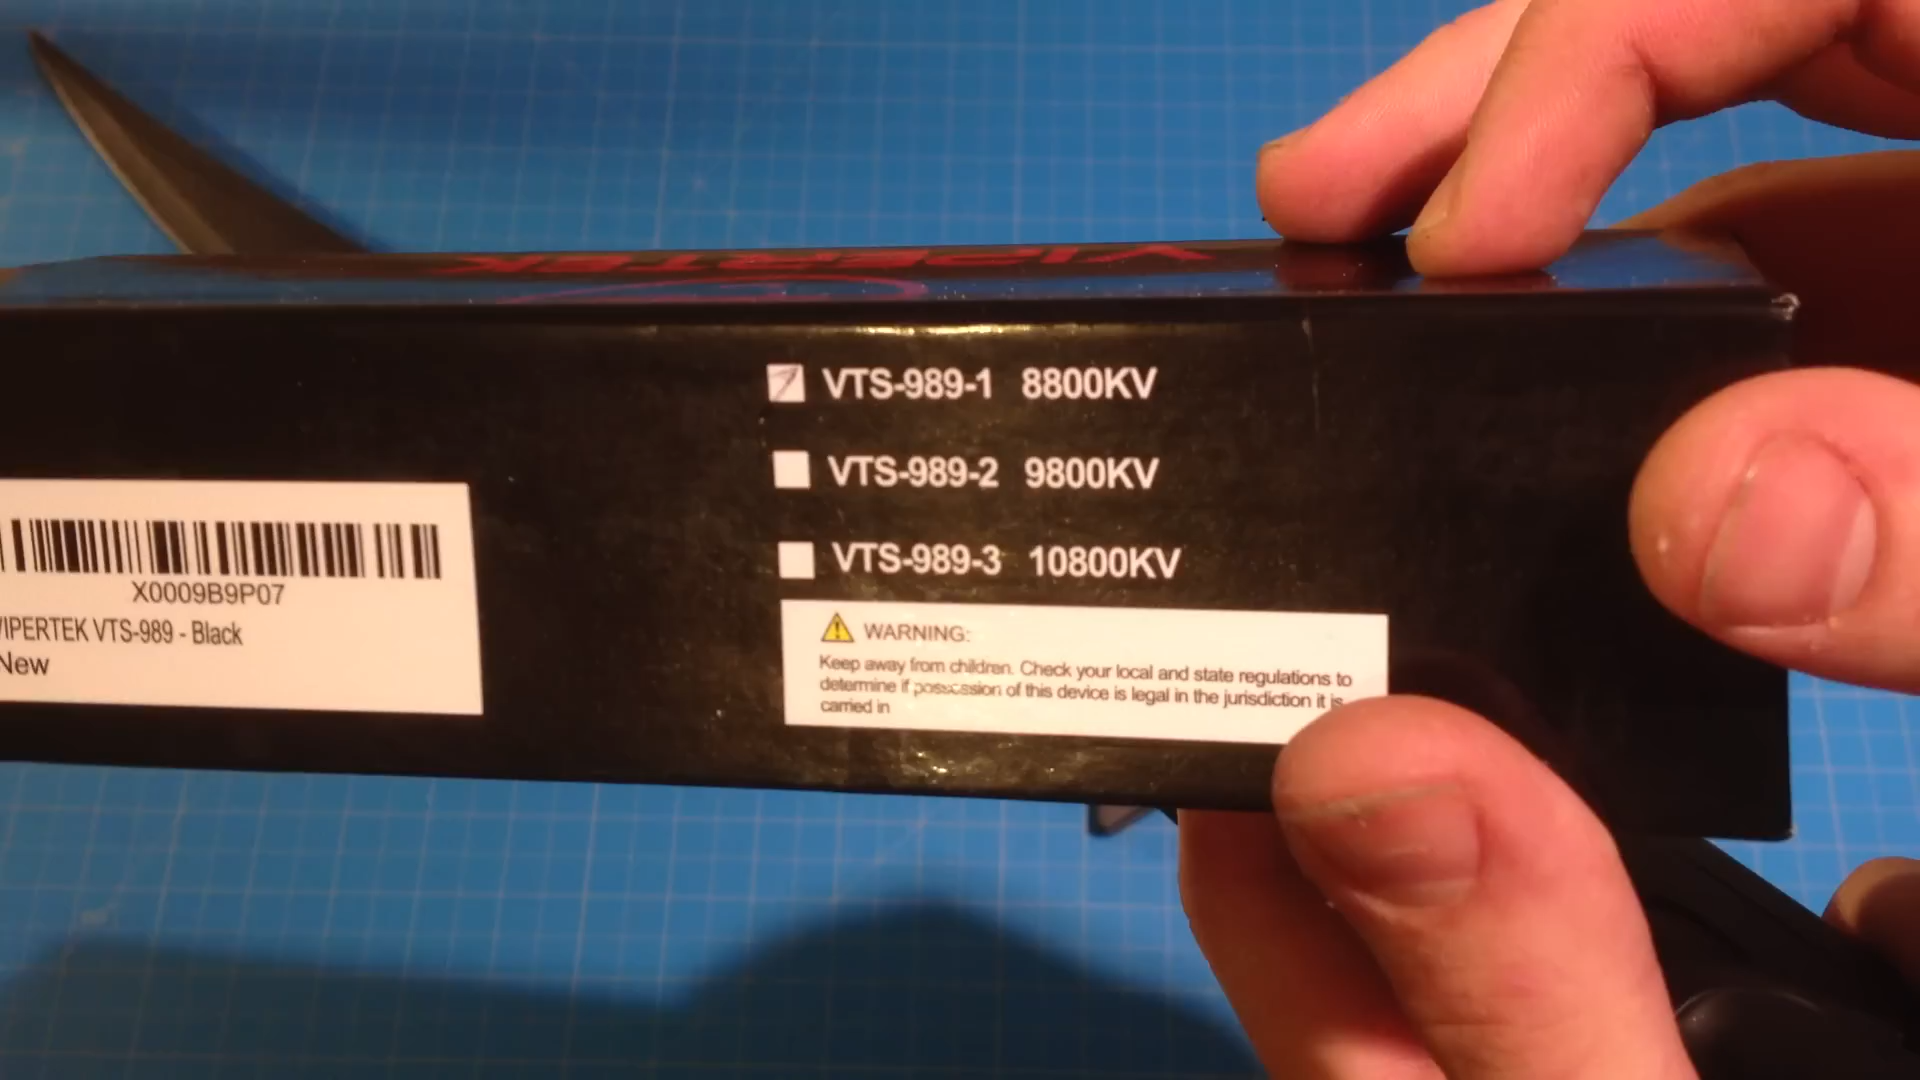 VIPERTEK
VTS-989-1 8800KV
VTS-989-2 9800KV
VTS-989-3 10800KV
X0009B9P07
VIPERTEK VTS-989 - Black
New
WARNING:
Keep away from children. Check your local and state regulations to
determine if possession of this device is legal in the jurisdiction it is
carried in